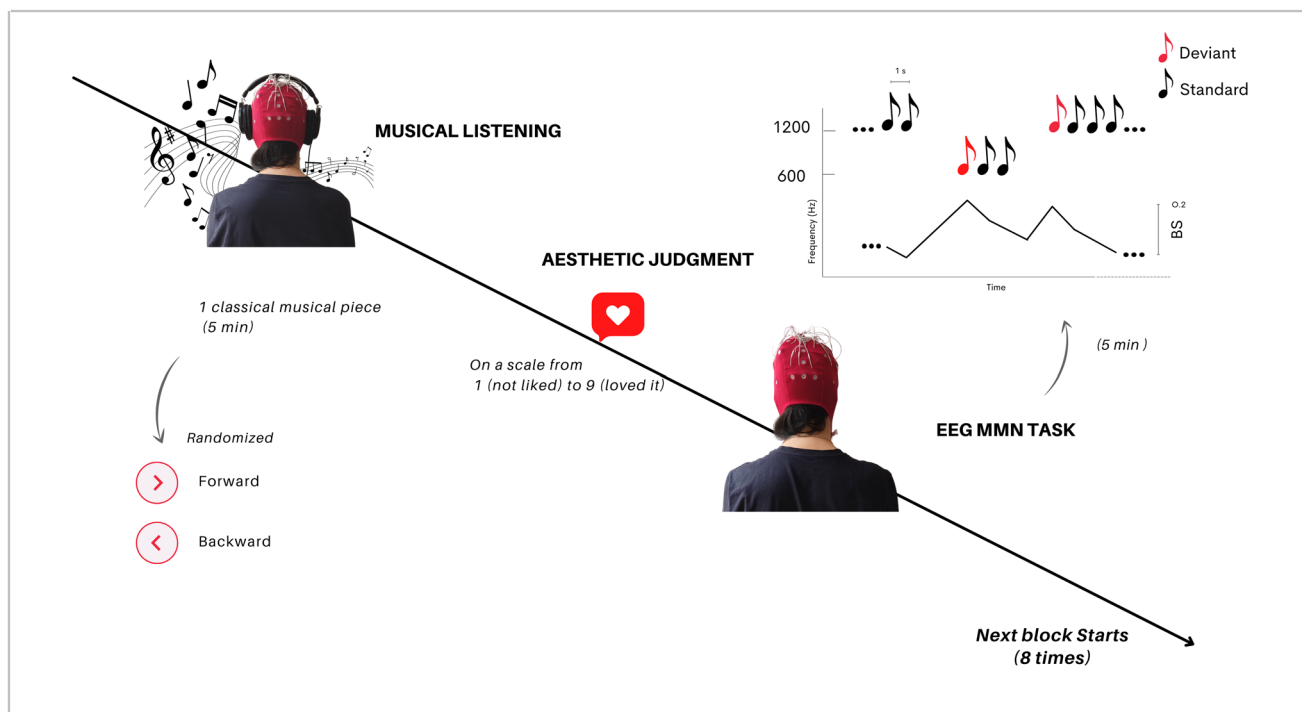 MUSICAL LISTENING
1 classical musical piece
(5 min)
Randomized
Forward
Backward
AESTHETIC JUDGMENT
On a scale from
1 (not liked) to 9 (loved it)
EEG MMN TASK
(5 min )
Deviant
Standard
1 s
1200
600
Frequency (Hz)
0.2
BS
Time
Next block Starts
(8 times)